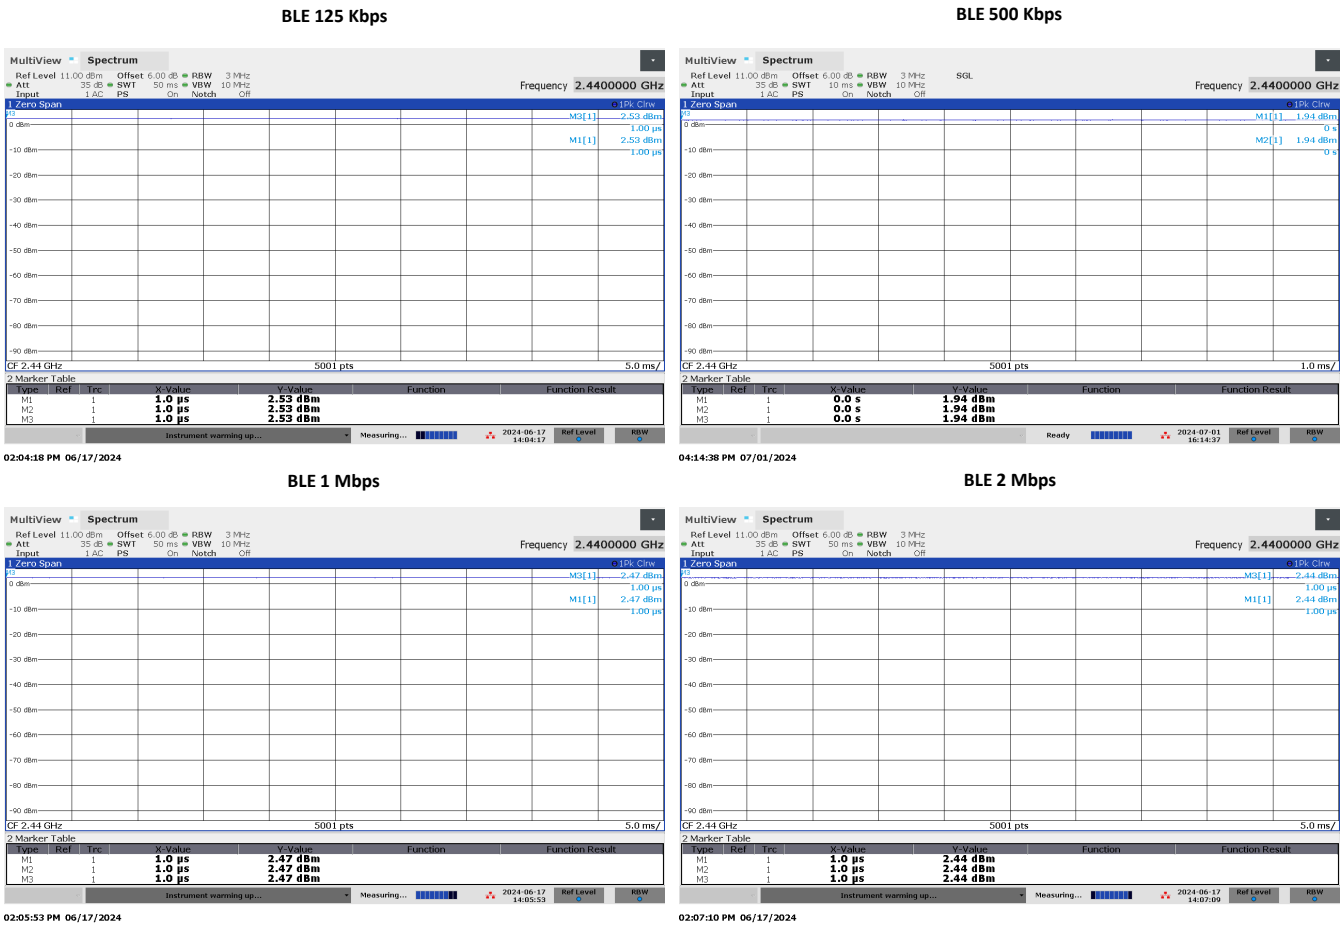 BLE 125 Kbps
MultiView Spectrum
Ref Level 11.00 dBm Offset 6.00 dB RBW 3 MHz
Att 35 dB SWT 50 ms VBW 10 MHz Frequency 2.4400000 GHz
Input 1 AC PS On Notch Off
1 Zero Span 1Pk Clrw
M3
M3[1] 2.53 dBm
1.00 µs
M1[1] 2.53 dBm
1.00 µs
0 dBm
-10 dBm
-20 dBm
-30 dBm
-40 dBm
-50 dBm
-60 dBm
-70 dBm
-80 dBm
-90 dBm
CF 2.44 GHz 5001 pts 5.0 ms/
2 Marker Table
Type Ref Trc X-Value Y-Value Function Function Result
M1 1 1.0 µs 2.53 dBm
M2 1 1.0 µs 2.53 dBm
M3 1 1.0 µs 2.53 dBm
Instrument warming up... Measuring... 2024-06-17 14:04:17 Ref Level RBW
02:04:18 PM 06/17/2024
BLE 500 Kbps
MultiView Spectrum
Ref Level 11.00 dBm Offset 6.00 dB RBW 3 MHz SGL
Att 35 dB SWT 10 ms VBW 10 MHz Frequency 2.4400000 GHz
Input 1 AC PS On Notch Off
1 Zero Span 1Pk Clrw
M3
M1[1] 1.94 dBm
0 s
M2[1] 1.94 dBm
0 s
0 dBm
-10 dBm
-20 dBm
-30 dBm
-40 dBm
-50 dBm
-60 dBm
-70 dBm
-80 dBm
-90 dBm
CF 2.44 GHz 5001 pts 1.0 ms/
2 Marker Table
Type Ref Trc X-Value Y-Value Function Function Result
M1 1 0.0 s 1.94 dBm
M2 1 0.0 s 1.94 dBm
M3 1 0.0 s 1.94 dBm
Ready 2024-07-01 16:14:37 Ref Level RBW
04:14:38 PM 07/01/2024
BLE 1 Mbps
MultiView Spectrum
Ref Level 11.00 dBm Offset 6.00 dB RBW 3 MHz
Att 35 dB SWT 50 ms VBW 10 MHz Frequency 2.4400000 GHz
Input 1 AC PS On Notch Off
1 Zero Span 1Pk Clrw
M3
M3[1] 2.47 dBm
1.00 µs
M1[1] 2.47 dBm
1.00 µs
0 dBm
-10 dBm
-20 dBm
-30 dBm
-40 dBm
-50 dBm
-60 dBm
-70 dBm
-80 dBm
-90 dBm
CF 2.44 GHz 5001 pts 5.0 ms/
2 Marker Table
Type Ref Trc X-Value Y-Value Function Function Result
M1 1 1.0 µs 2.47 dBm
M2 1 1.0 µs 2.47 dBm
M3 1 1.0 µs 2.47 dBm
Instrument warming up... Measuring... 2024-06-17 14:05:53 Ref Level RBW
02:05:53 PM 06/17/2024
BLE 2 Mbps
MultiView Spectrum
Ref Level 11.00 dBm Offset 6.00 dB RBW 3 MHz
Att 35 dB SWT 50 ms VBW 10 MHz Frequency 2.4400000 GHz
Input 1 AC PS On Notch Off
1 Zero Span 1Pk Clrw
M3
M3[1] 2.44 dBm
1.00 µs
M1[1] 2.44 dBm
1.00 µs
0 dBm
-10 dBm
-20 dBm
-30 dBm
-40 dBm
-50 dBm
-60 dBm
-70 dBm
-80 dBm
-90 dBm
CF 2.44 GHz 5001 pts 5.0 ms/
2 Marker Table
Type Ref Trc X-Value Y-Value Function Function Result
M1 1 1.0 µs 2.44 dBm
M2 1 1.0 µs 2.44 dBm
M3 1 1.0 µs 2.44 dBm
Instrument warming up... Measuring... 2024-06-17 14:07:09 Ref Level RBW
02:07:10 PM 06/17/2024